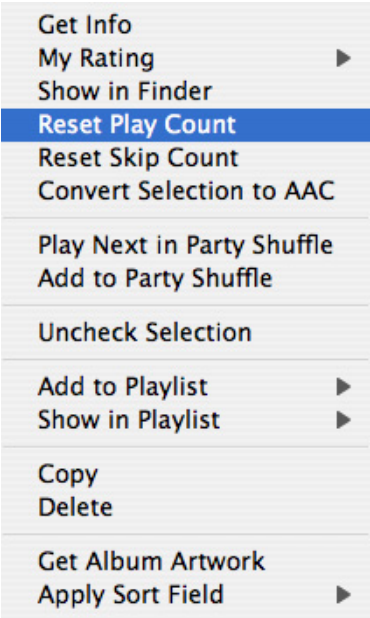 Get Info
My Rating
Show in Finder
Reset Play Count
Reset Skip Count
Convert Selection to AAC
Play Next in Party Shuffle
Add to Party Shuffle
Uncheck Selection
Add to Playlist
Show in Playlist
Copy
Delete
Get Album Artwork
Apply Sort Field